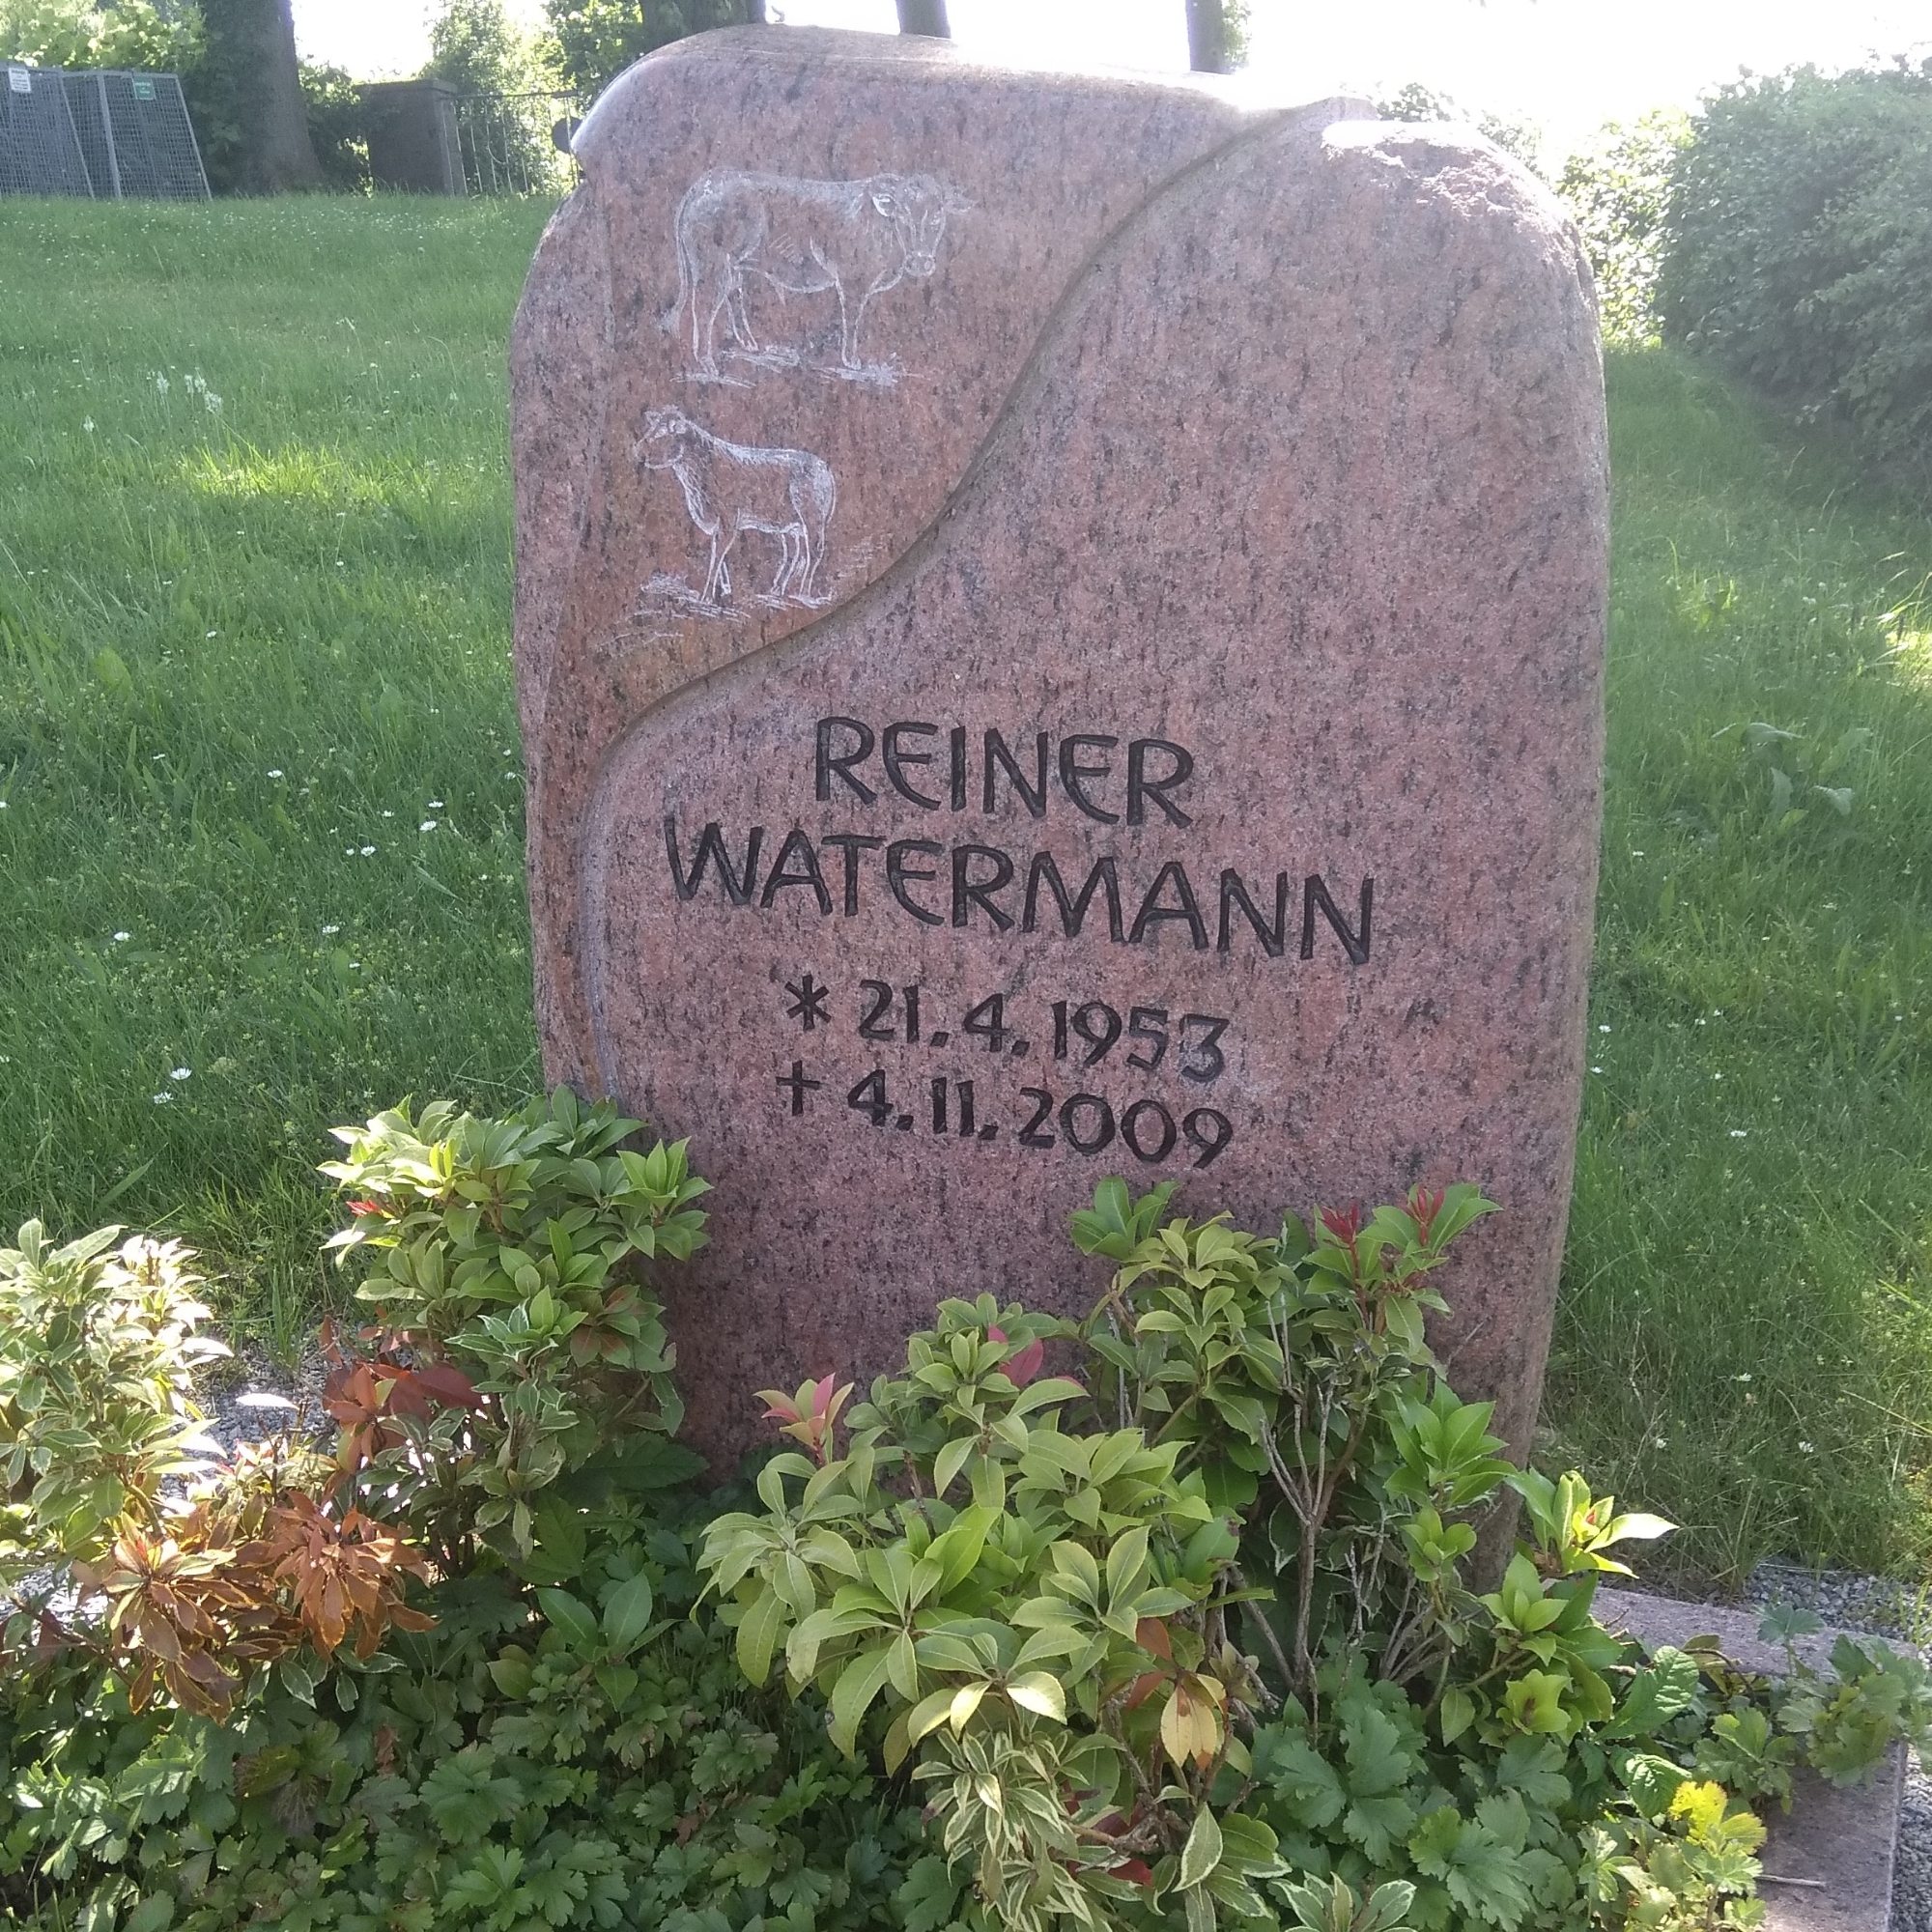 REINER
WATERMANN
* 21.4.1953
+ 4.11.2009